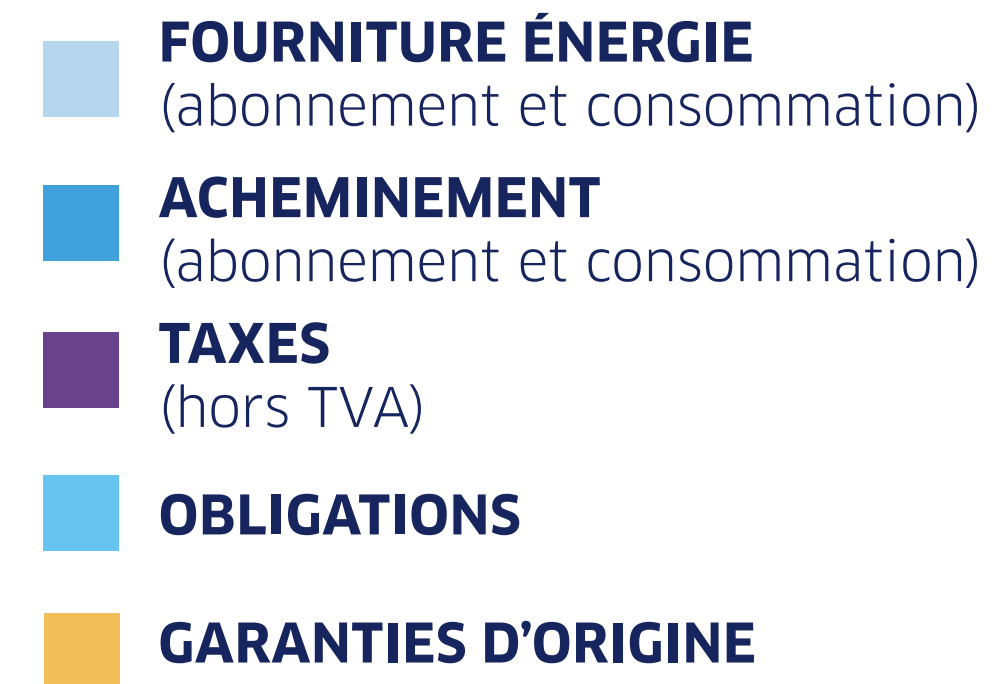 FOURNITURE ÉNERGIE
(abonnement et consommation)
ACHEMINEMENT
(abonnement et consommation)
TAXES
(hors TVA)
OBLIGATIONS
GARANTIES D’ORIGINE